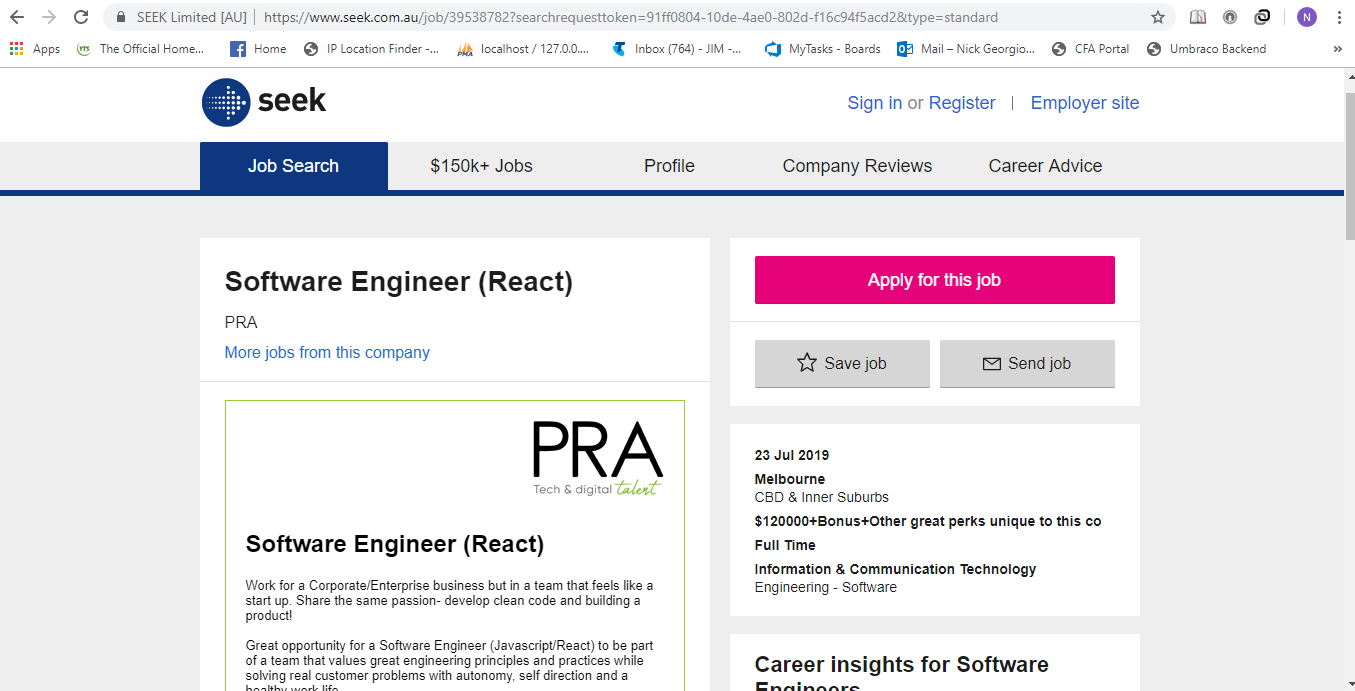 SEEK Limited [AU] https://www.seek.com.au/job/39538782?searchrequesttoken=91ff0804-10de-4ae0-802d-f16c94f5acd2&type=standard
N
Apps The Official Home... Home IP Location Finder -... localhost / 127.0.0.... Inbox (764) - JIM -... MyTasks - Boards Mail – Nick Georgio... CFA Portal Umbraco Backend »
seek
Sign in or Register | Employer site
Job Search $150k+ Jobs Profile Company Reviews Career Advice
Software Engineer (React)
PRA
More jobs from this company
PRA
Tech & digital talent
Software Engineer (React)
Work for a Corporate/Enterprise business but in a team that feels like a
start up. Share the same passion- develop clean code and building a
product!
Great opportunity for a Software Engineer (Javascript/React) to be part
of a team that values great engineering principles and practices while
solving real customer problems with autonomy, self direction and a
healthy work life
Apply for this job
Save job Send job
23 Jul 2019
Melbourne
CBD & Inner Suburbs
$120000+Bonus+Other great perks unique to this co
Full Time
Information & Communication Technology
Engineering - Software
Career insights for Software
Engineers